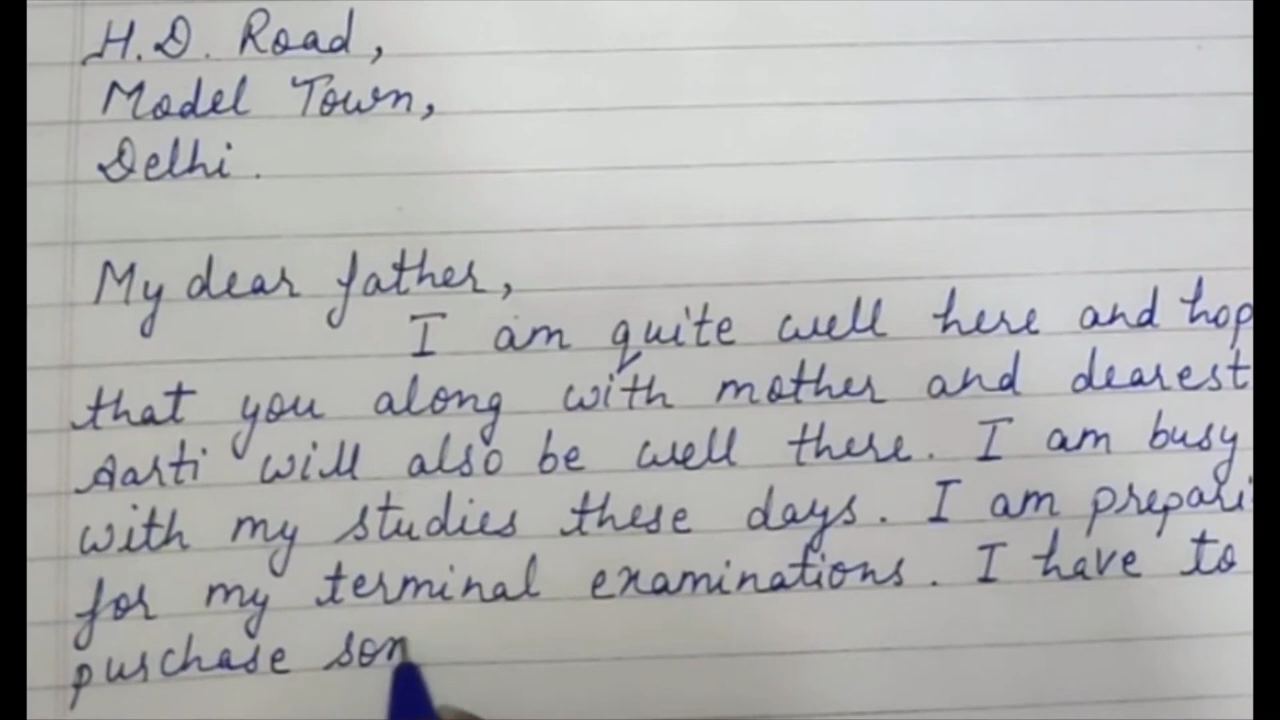 H.D. Road,
Model Town,
Delhi.
My dear father,
I am quite well here and hop
that you along with mother and dearest
Aarti will also be well there. I am busy
with my studies these days. I am prepari
for my terminal examinations. I have to
purchase som